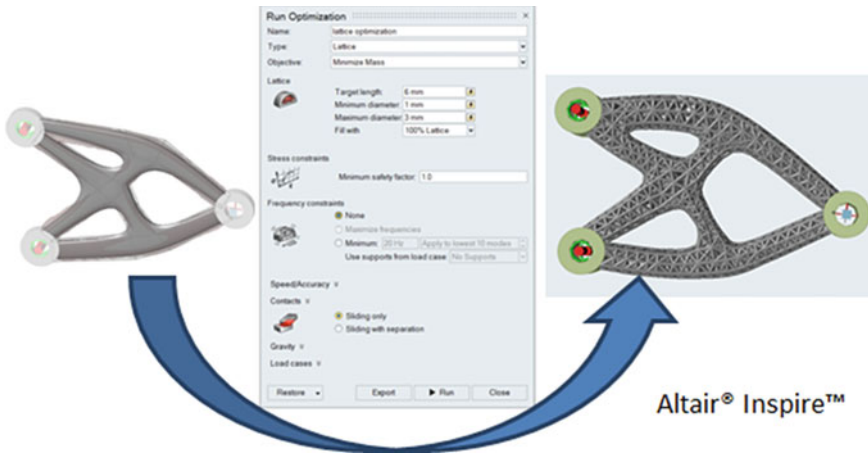 Run Optimization
Name: lattice optimization
Type: Lattice
Objective: Minimize Mass
Lattice
Target length: 6 mm
Minimum diameter: 1 mm
Maximum diameter: 3 mm
Fill with: 100% Lattice
Stress constraints
Minimum safety factor: 1.0
Frequency constraints
None
Maximize frequencies
Minimum: 20 Hz Apply to lowest 10 modes
Use supports from load case: No Supports
Speed/Accuracy
Contacts
Sliding only
Sliding with separation
Gravity
Load cases
Restore Export Run Close
Altair® Inspire™